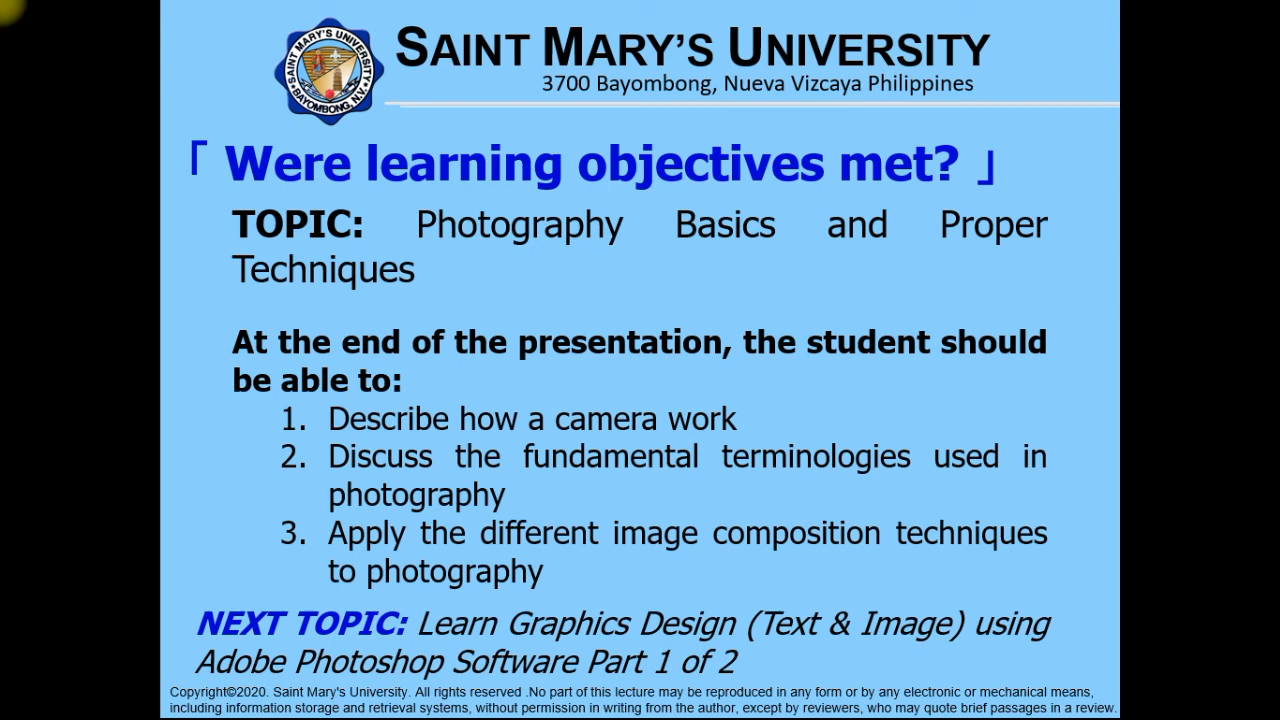 SAINT MARY'S UNIVERSITY
3700 Bayombong, Nueva Vizcaya Philippines
SAINT MARY'S UNIVERSITY
BAYOMBONG, N.V.
「 Were learning objectives met? 」
TOPIC: Photography Basics and Proper
Techniques
At the end of the presentation, the student should
be able to:
1. Describe how a camera work
2. Discuss the fundamental terminologies used in
photography
3. Apply the different image composition techniques
to photography
NEXT TOPIC: Learn Graphics Design (Text & Image) using
Adobe Photoshop Software Part 1 of 2
Copyright©2020. Saint Mary's University. All rights reserved .No part of this lecture may be reproduced in any form or by any electronic or mechanical means,
including information storage and retrieval systems, without permission in writing from the author, except by reviewers, who may quote brief passages in a review.